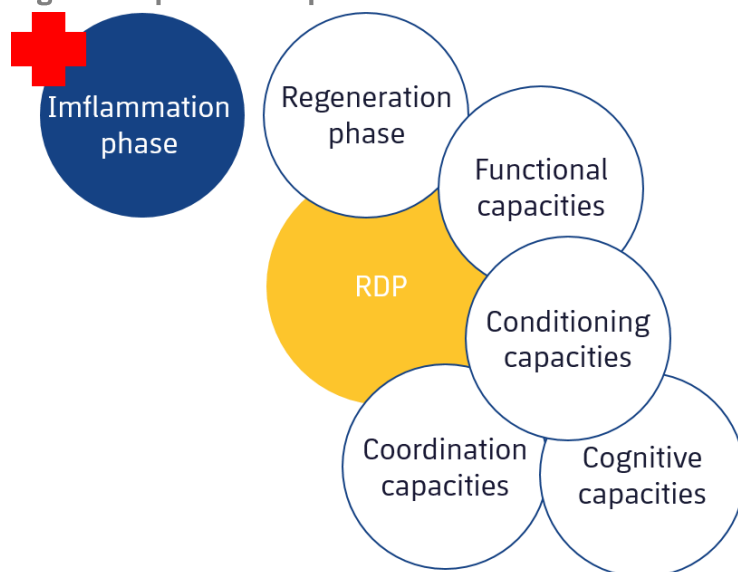 Imflammation
phase
Regeneration
phase
Functional
capacities
RDP
Conditioning
capacities
Coordination
capacities
Cognitive
capacities